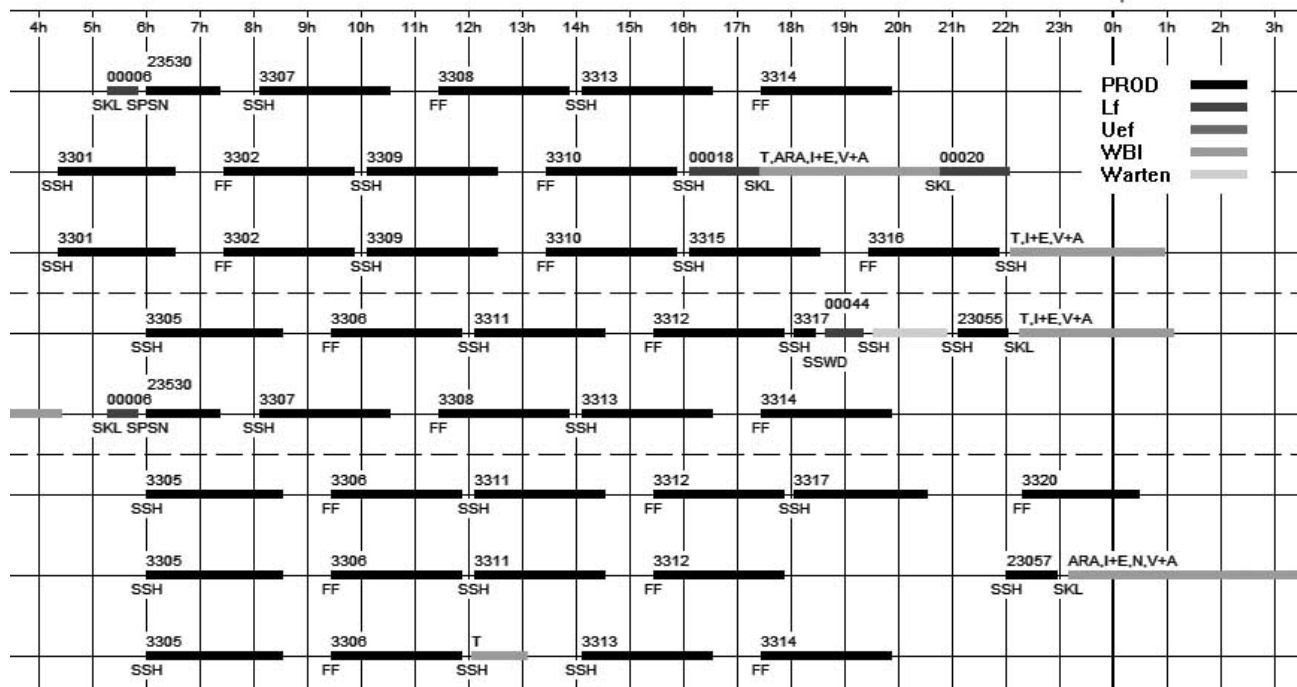 4h 5h 6h 7h 8h 9h 10h 11h 12h 13h 14h 15h 16h 17h 18h 19h 20h 21h 22h 23h 0h 1h 2h 3h
23530
00006 3307 3308 3313 3314
SKL SPSN SSH FF SSH FF
PROD
Lf
Uef
WBI
Warten
3301 3302 3309 3310 00018 T,ARA,I+E,V+A 00020
SSH FF SSH FF SSH SKL SKL
3301 3302 3309 3310 3315 3316 T,I+E,V+A
SSH FF SSH FF SSH FF SSH
00044
3305 3306 3311 3312 3317 23055 T,I+E,V+A
SSH FF SSH FF SSH SSH SSH SKL
SSWD
23530
00006 3307 3308 3313 3314
SKL SPSN SSH FF SSH FF
3305 3306 3311 3312 3317 3320
SSH FF SSH FF SSH FF
3305 3306 3311 3312 23057 ARA,I+E,N,V+A
SSH FF SSH FF SSH SKL
3305 3306 T 3313 3314
SSH FF SSH SSH FF